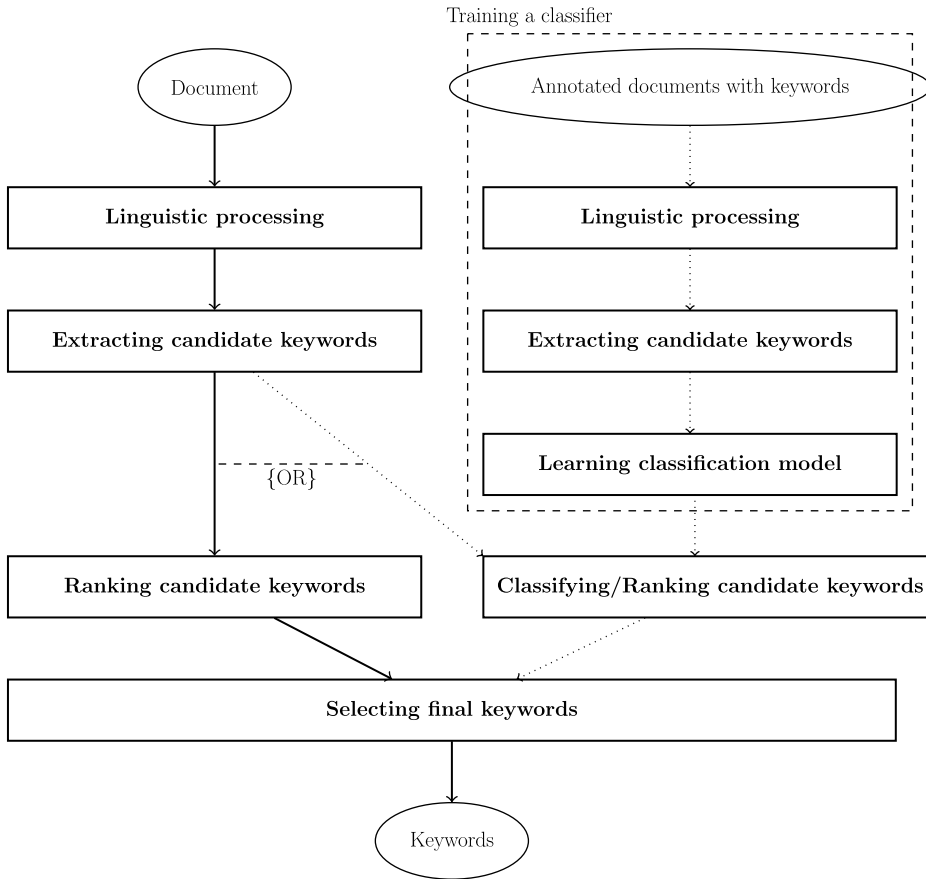 Training a classifier
Document
Annotated documents with keywords
Linguistic processing
Linguistic processing
Extracting candidate keywords
Extracting candidate keywords
Learning classification model
{OR}
Ranking candidate keywords
Classifying/Ranking candidate keywords
Selecting final keywords
Keywords